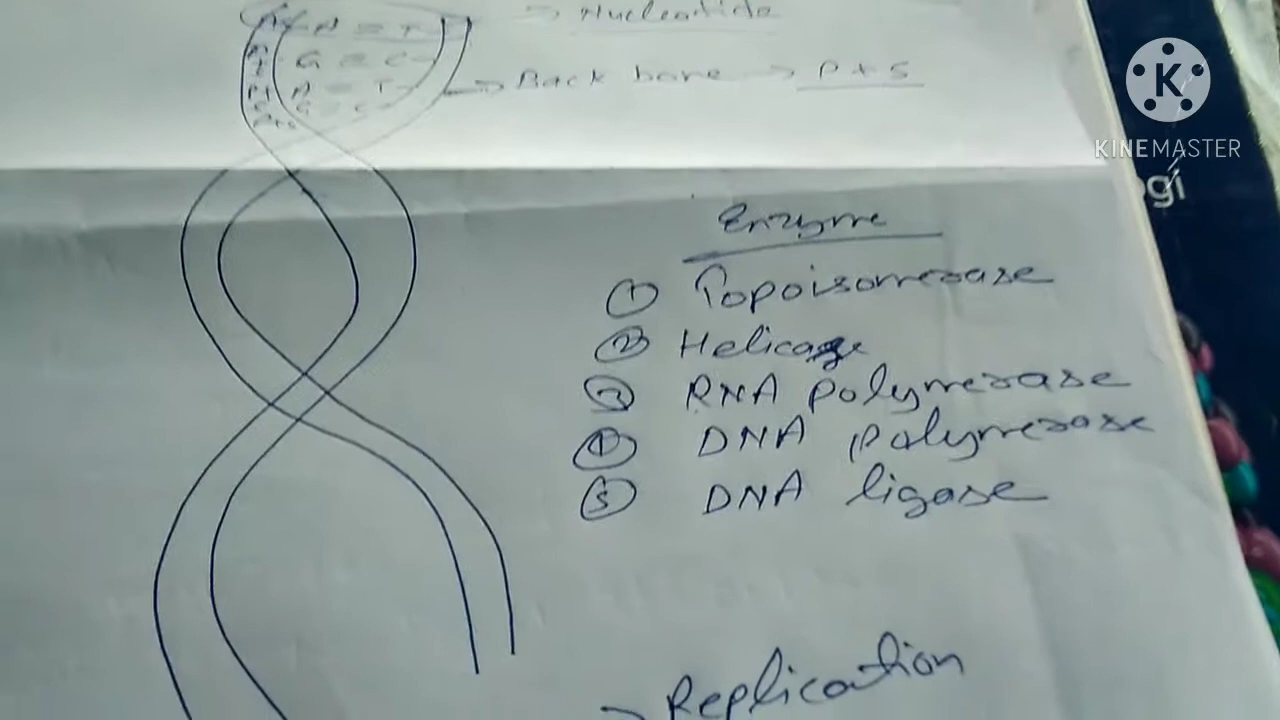 A = T → Nucleotide
G ≡ C
A = T → Back bone → P + S
G ≡ C
KINEMASTER
gi
Enzyme
① Topoisomerase
② Helicase
③ RNA polymerase
④ DNA polymerase
⑤ DNA ligase
→ Replication